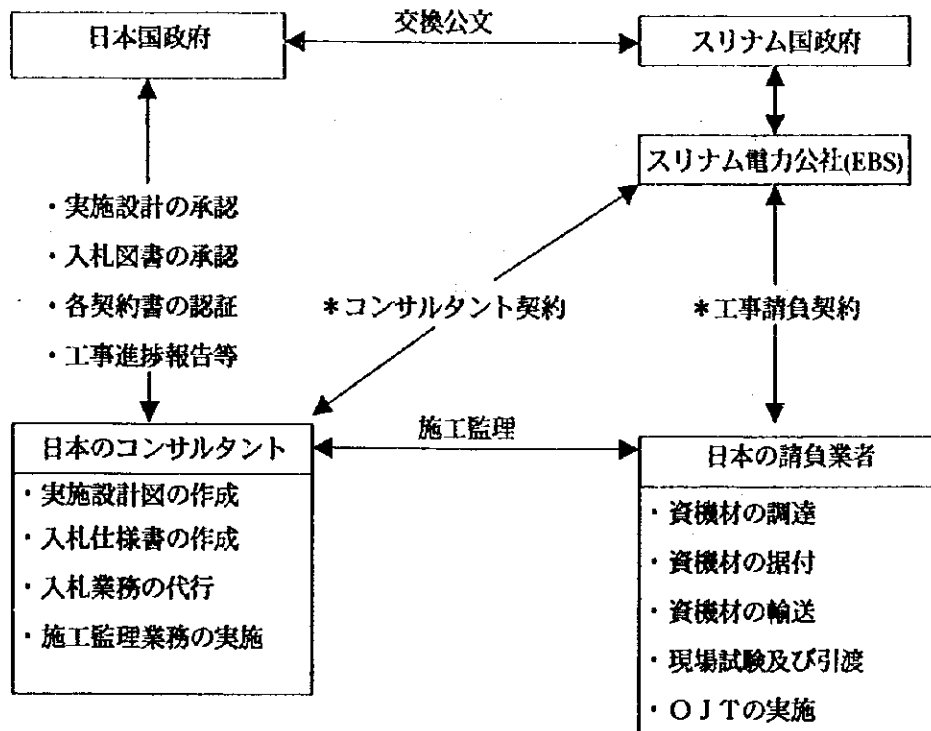 日本国政府
交換公文
スリナム国政府
スリナム電力公社(EBS)
・実施設計の承認
・入札図書の承認
・各契約書の認証
・工事進捗報告等
＊コンサルタント契約
＊工事請負契約
施工監理
日本のコンサルタント
・実施設計図の作成
・入札仕様書の作成
・入札業務の代行
・施工監理業務の実施
日本の請負業者
・資機材の調達
・資機材の据付
・資機材の輸送
・現場試験及び引渡
・ＯＪＴの実施